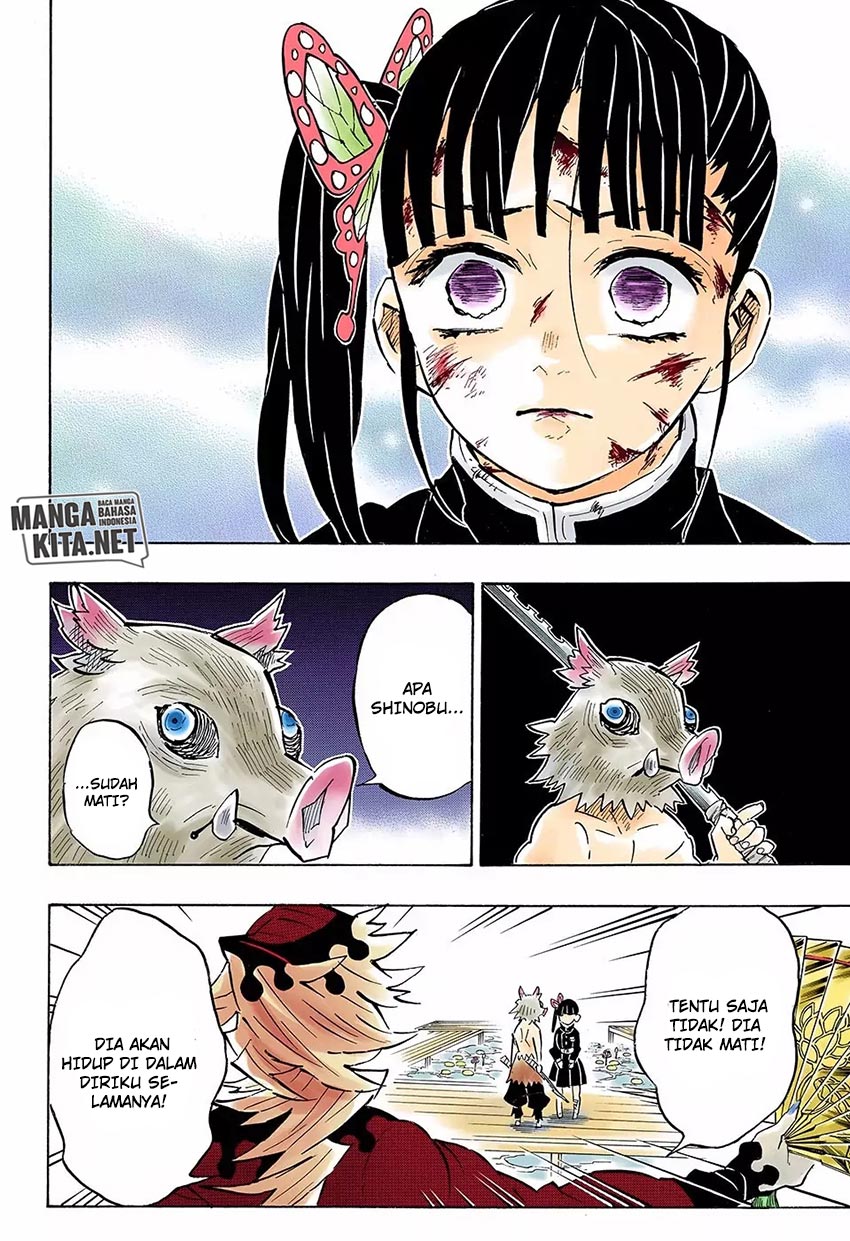 MANGA
KITA.NET
BACA MANGA
BAHASA
INDONESIA
APA
SHINOBU...
...SUDAH
MATI?
TENTU SAJA
TIDAK! DIA
TIDAK MATI!
DIA AKAN
HIDUP DI DALAM
DIRIKU SE-
LAMANYA!